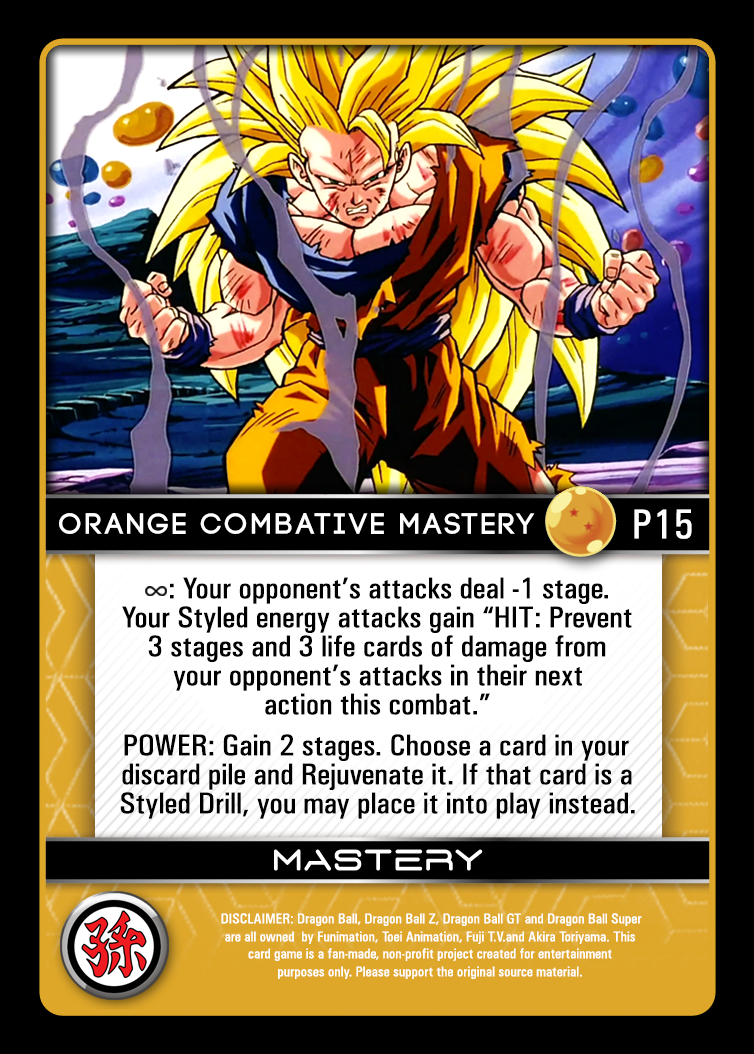 ORANGE COMBATIVE MASTERY P15
∞: Your opponent’s attacks deal -1 stage.
Your Styled energy attacks gain “HIT: Prevent
3 stages and 3 life cards of damage from
your opponent’s attacks in their next
action this combat.”
POWER: Gain 2 stages. Choose a card in your
discard pile and Rejuvenate it. If that card is a
Styled Drill, you may place it into play instead.
MASTERY
孫
DISCLAIMER: Dragon Ball, Dragon Ball Z, Dragon Ball GT and Dragon Ball Super
are all owned by Funimation, Toei Animation, Fuji T.V.and Akira Toriyama. This
card game is a fan-made, non-profit project created for entertainment
purposes only. Please support the original source material.